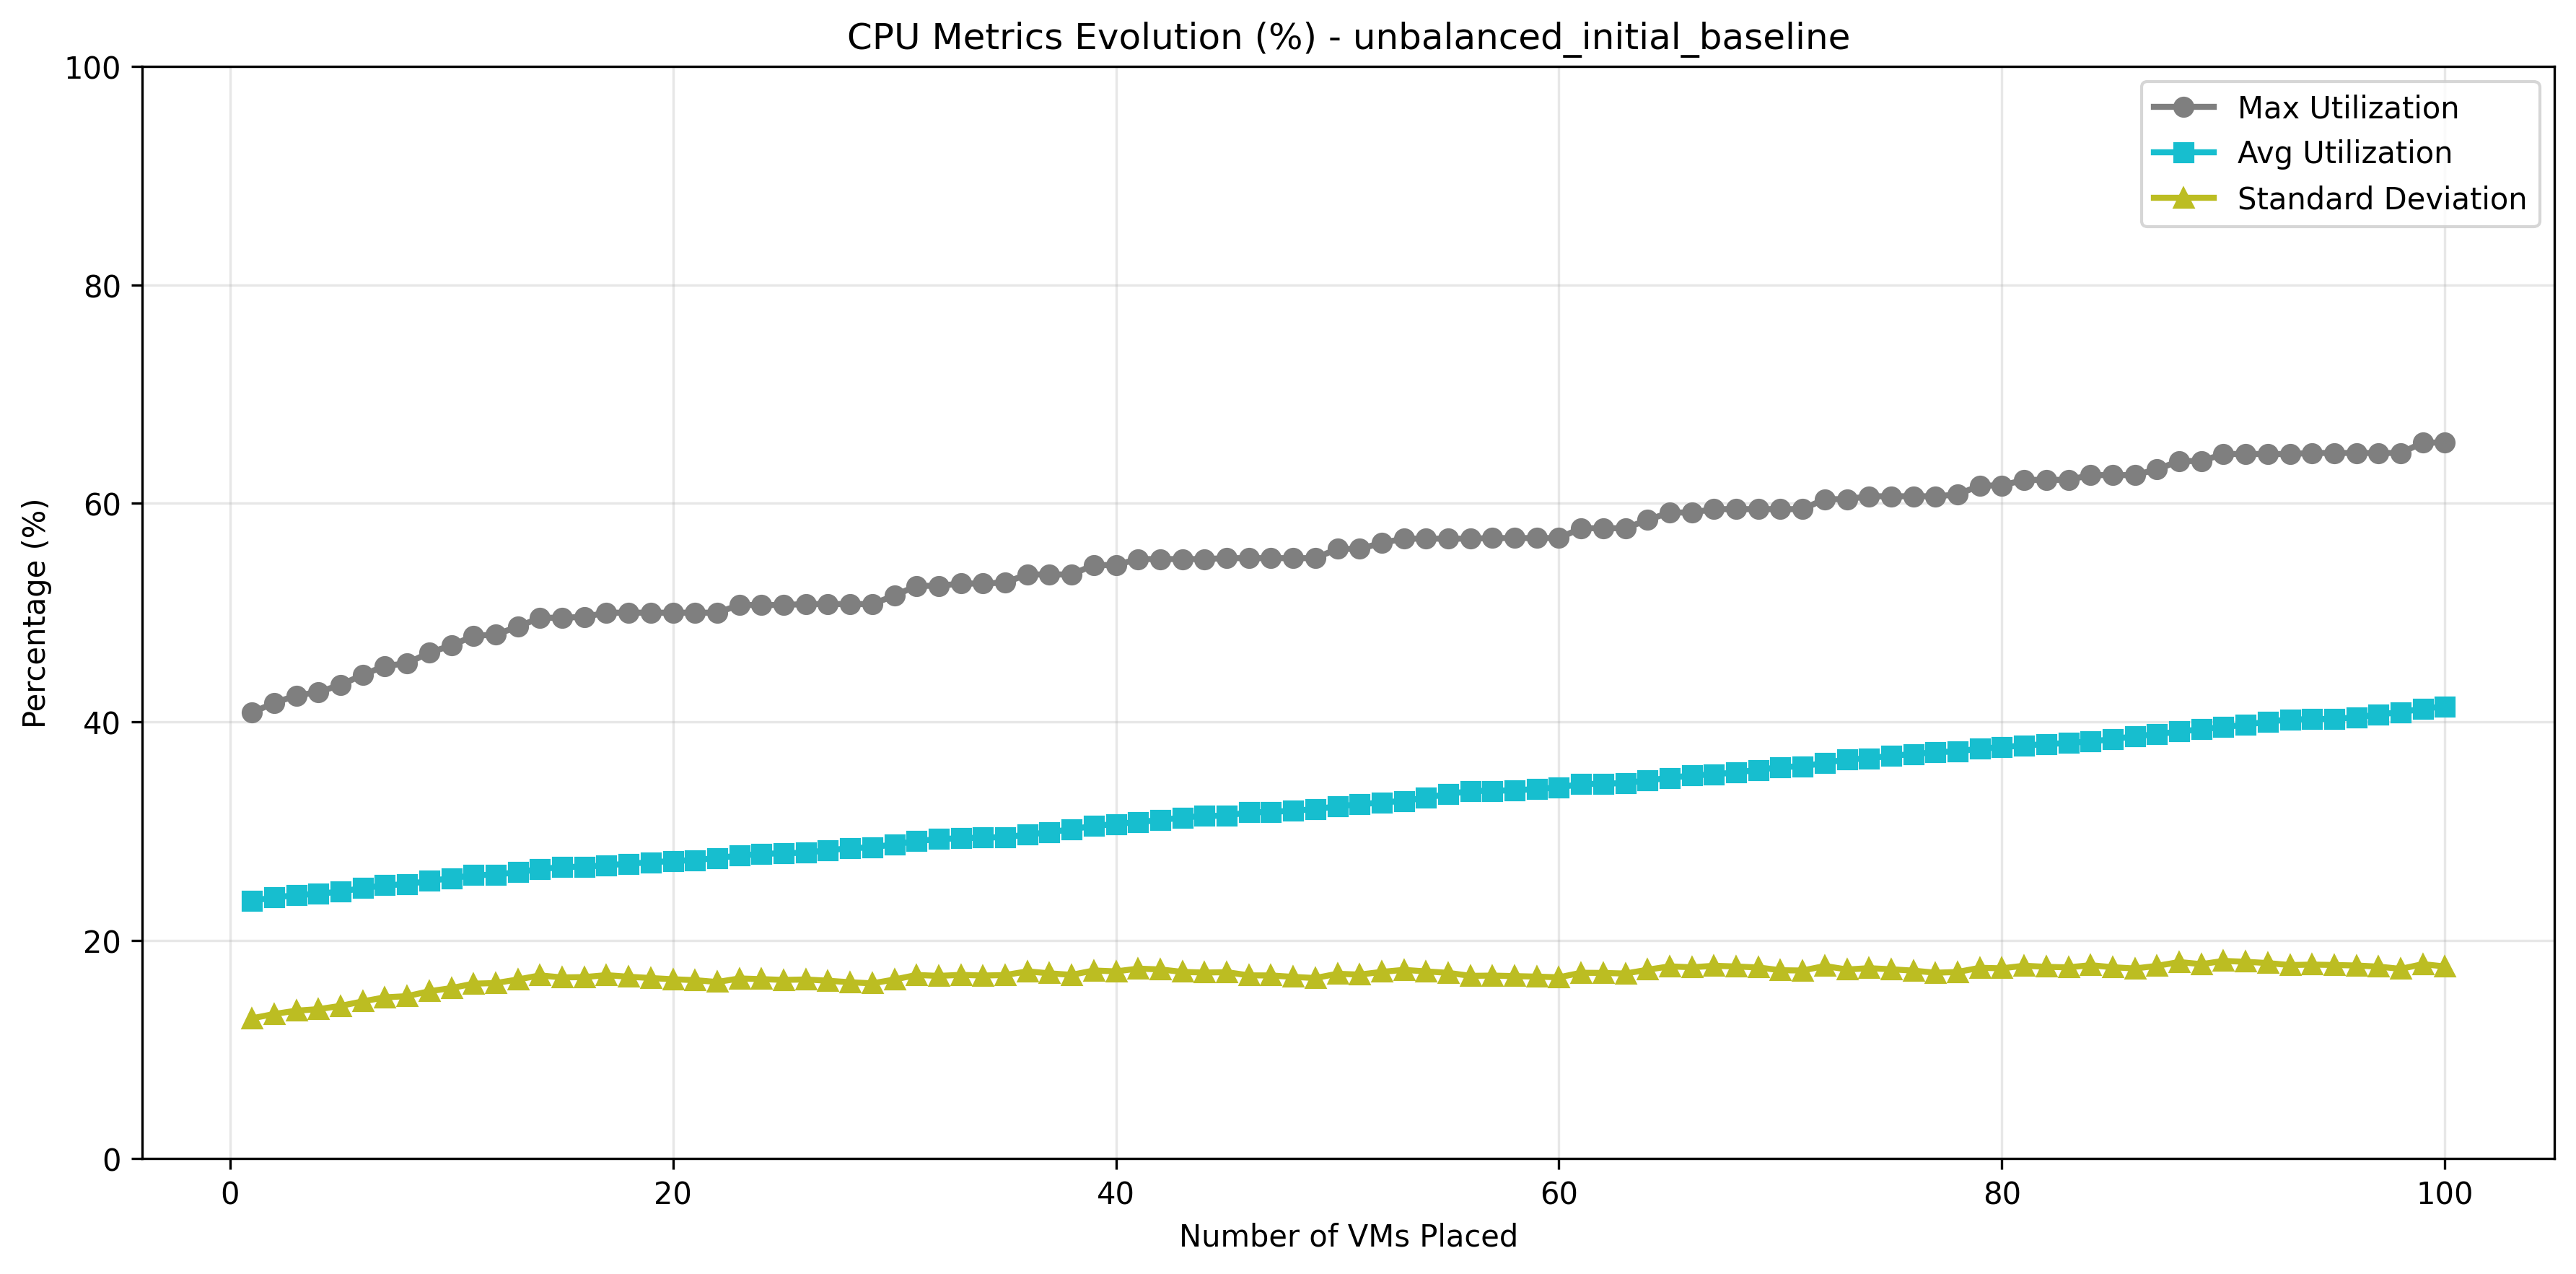 CPU Metrics Evolution (%) - unbalanced_initial_baseline
100
80
60
40
20
0
Percentage (%)
Max Utilization
Avg Utilization
Standard Deviation
0 20 40 60 80 100
Number of VMs Placed